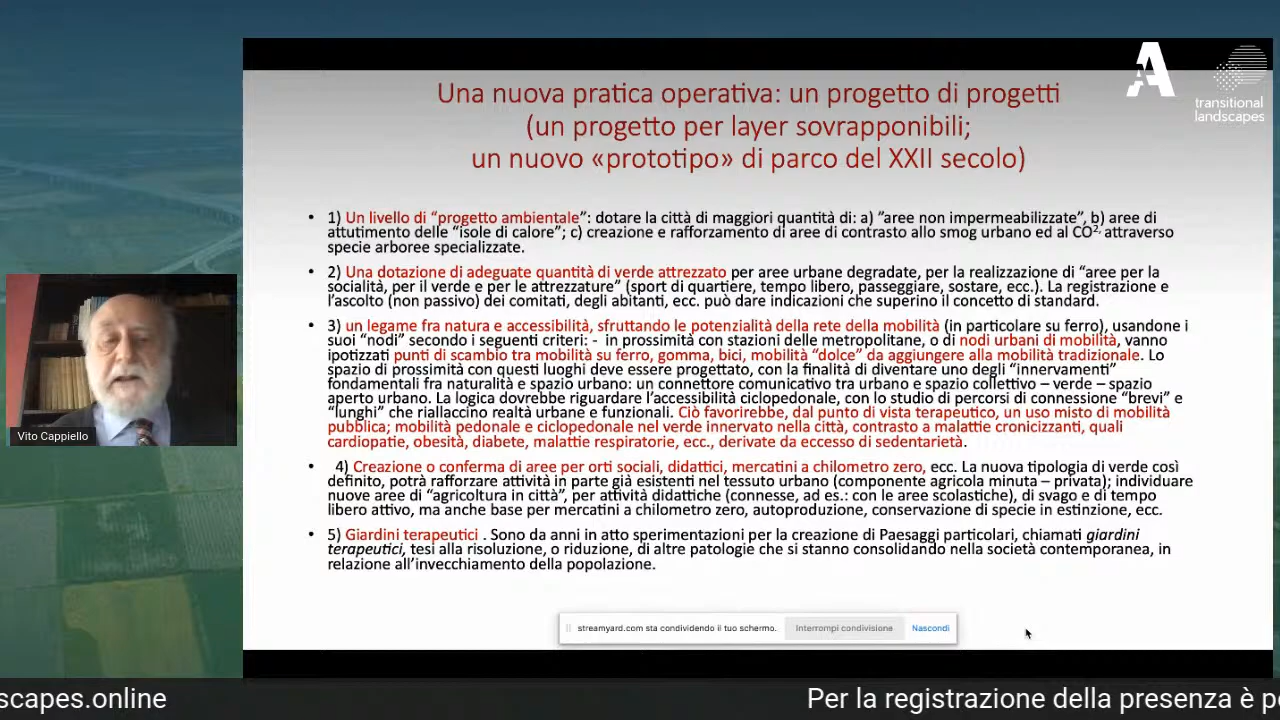 Una nuova pratica operativa: un progetto di progetti
(un progetto per layer sovrapponibili;
un nuovo «prototipo» di parco del XXII secolo)
A
transitional
landscapes
• 1) Un livello di “progetto ambientale”: dotare la città di maggiori quantità di: a) ”aree non impermeabilizzate”, b) aree di
attutimento delle “isole di calore”; c) creazione e rafforzamento di aree di contrasto allo smog urbano ed al CO2, attraverso
specie arboree specializzate.
• 2) Una dotazione di adeguate quantità di verde attrezzato per aree urbane degradate, per la realizzazione di “aree per la
socialità, per il verde e per le attrezzature” (sport di quartiere, tempo libero, passeggiare, sostare, ecc.). La registrazione e
l’ascolto (non passivo) dei comitati, degli abitanti, ecc. può dare indicazioni che superino il concetto di standard.
• 3) un legame fra natura e accessibilità, sfruttando le potenzialità della rete della mobilità (in particolare su ferro), usandone i
suoi “nodi” secondo i seguenti criteri: - in prossimità con stazioni delle metropolitane, o di nodi urbani di mobilità, vanno
ipotizzati punti di scambio tra mobilità su ferro, gomma, bici, mobilità “dolce” da aggiungere alla mobilità tradizionale. Lo
spazio di prossimità con questi luoghi deve essere progettato, con la finalità di diventare uno degli “innervamenti”
fondamentali fra naturalità e spazio urbano: un connettore comunicativo tra urbano e spazio collettivo – verde – spazio
aperto urbano. La logica dovrebbe riguardare l’accessibilità ciclopedonale, con lo studio di percorsi di connessione “brevi” e
“lunghi” che riallaccino realtà urbane e funzionali. Ciò favorirebbe, dal punto di vista terapeutico, un uso misto di mobilità
pubblica; mobilità pedonale e ciclopedonale nel verde innervato nella città, contrasto a malattie cronicizzanti, quali
cardiopatie, obesità, diabete, malattie respiratorie, ecc., derivate da eccesso di sedentarietà.
• 4) Creazione o conferma di aree per orti sociali, didattici, mercatini a chilometro zero, ecc. La nuova tipologia di verde così
definito, potrà rafforzare attività in parte già esistenti nel tessuto urbano (componente agricola minuta – privata); individuare
nuove aree di “agricoltura in città”, per attività didattiche (connesse, ad es.: con le aree scolastiche), di svago e di tempo
libero attivo, ma anche base per mercatini a chilometro zero, autoproduzione, conservazione di specie in estinzione, ecc.
• 5) Giardini terapeutici . Sono da anni in atto sperimentazioni per la creazione di Paesaggi particolari, chiamati giardini
terapeutici, tesi alla risoluzione, o riduzione, di altre patologie che si stanno consolidando nella società contemporanea, in
relazione all’invecchiamento della popolazione.
Vito Cappiello
streamyard.com sta condividendo il tuo schermo. Interrompi condivisione Nascondi
scapes.online Per la registrazione della presenza è p